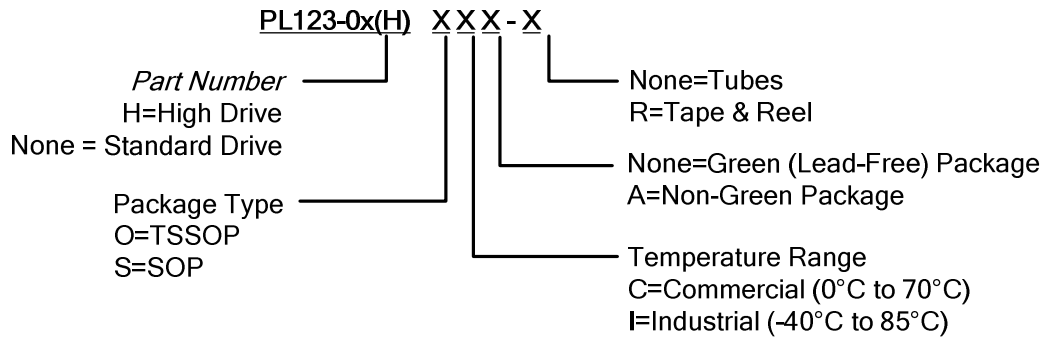 PL123-0x(H) X X X - X
Part Number
H=High Drive
None = Standard Drive
Package Type
O=TSSOP
S=SOP
None=Tubes
R=Tape & Reel
None=Green (Lead-Free) Package
A=Non-Green Package
Temperature Range
C=Commercial (0°C to 70°C)
I=Industrial (-40°C to 85°C)